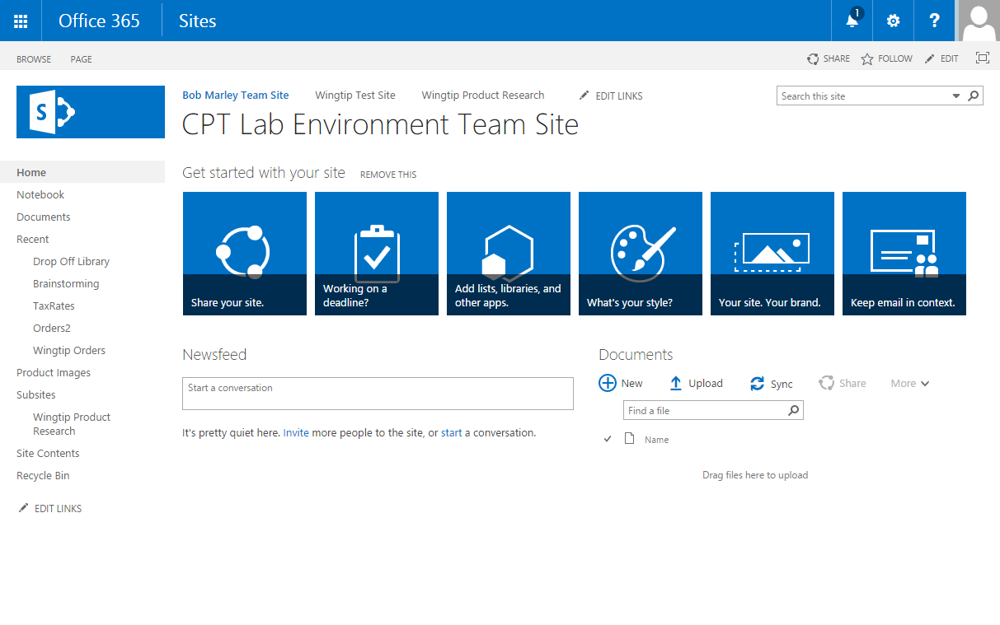 Office 365
Sites
1
?
BROWSE
PAGE
SHARE
FOLLOW
EDIT
S
Bob Marley Team Site
Wingtip Test Site
Wingtip Product Research
EDIT LINKS
Search this site
CPT Lab Environment Team Site
Home
Notebook
Documents
Recent
Drop Off Library
Brainstorming
TaxRates
Orders2
Wingtip Orders
Product Images
Subsites
Wingtip Product
Research
Site Contents
Recycle Bin
EDIT LINKS
Get started with your site
REMOVE THIS
Share your site.
Working on a
deadline?
Add lists, libraries, and
other apps.
What's your style?
Your site. Your brand.
Keep email in context.
Newsfeed
Start a conversation
It's pretty quiet here. Invite more people to the site, or start a conversation.
Documents
New
Upload
Sync
Share
More
Find a file
Name
Drag files here to upload